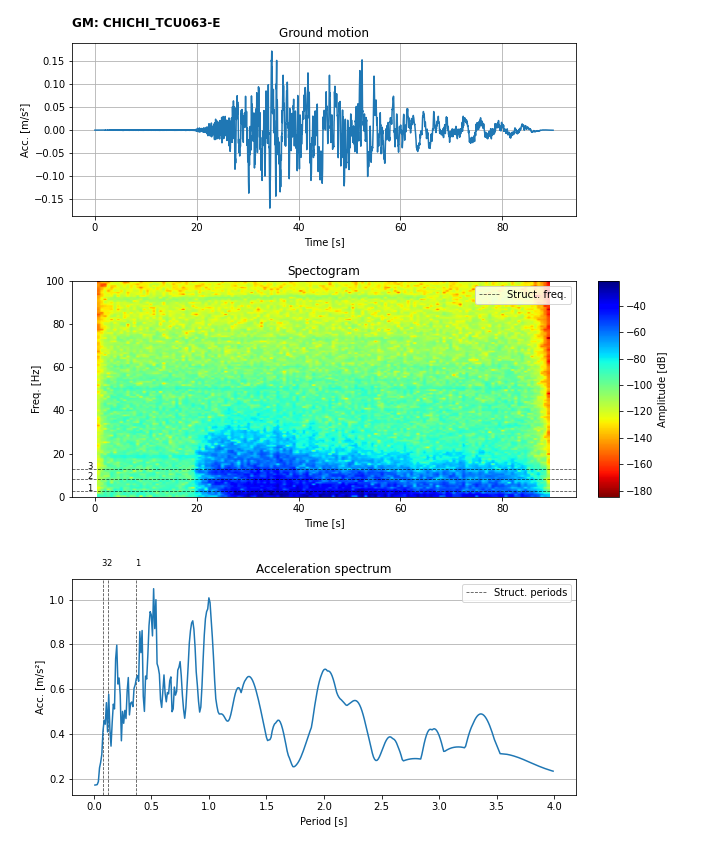 GM: CHICHI_TCU063-E
Ground motion
0.15
0.10
0.05
0.00
−0.05
−0.10
−0.15
Acc. [m/s²]
0 20 40 60 80
Time [s]
Spectogram
100
80
60
40
20
0
Freq. [Hz]
Struct. freq.
3
2
1
0 20 40 60 80
Time [s]
−40
−60
−80
−100
−120
−140
−160
−180
Amplitude [dB]
32 1
Acceleration spectrum
1.0
0.8
0.6
0.4
0.2
Acc. [m/s²]
Struct. periods
0.0 0.5 1.0 1.5 2.0 2.5 3.0 3.5 4.0
Period [s]